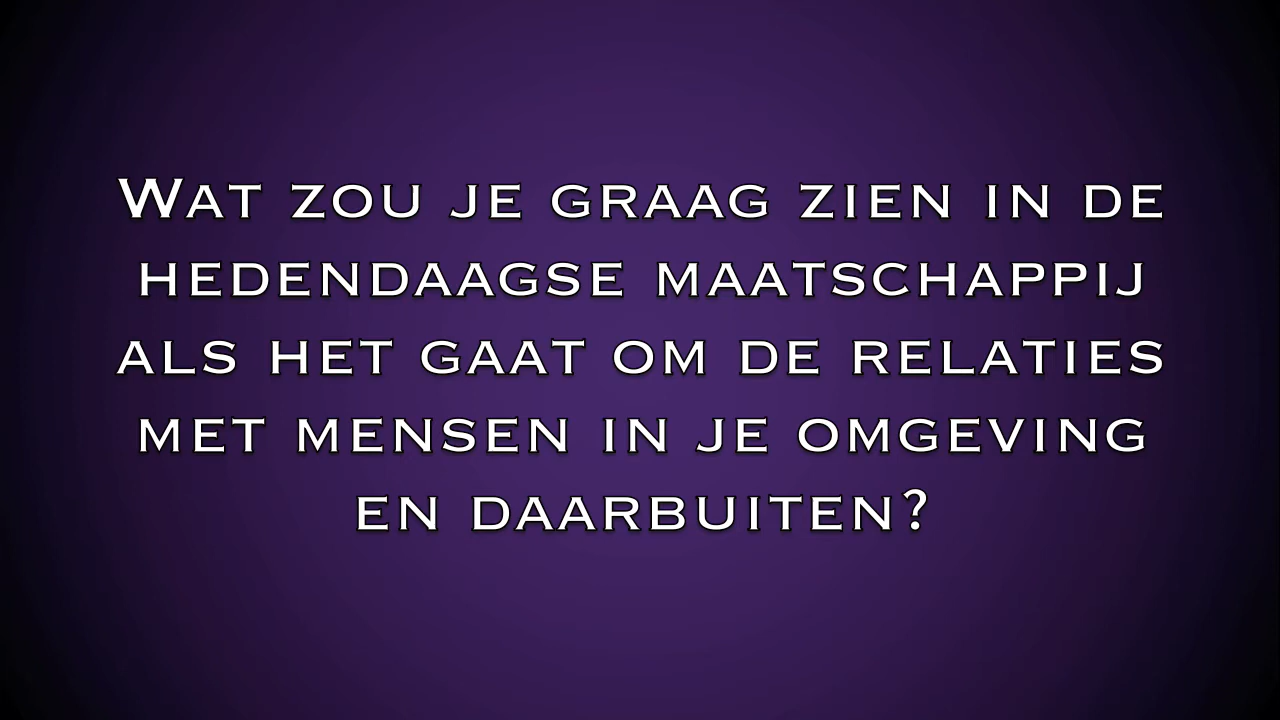 Wat zou je graag zien in de
hedendaagse maatschappij
als het gaat om de relaties
met mensen in je omgeving
en daarbuiten?